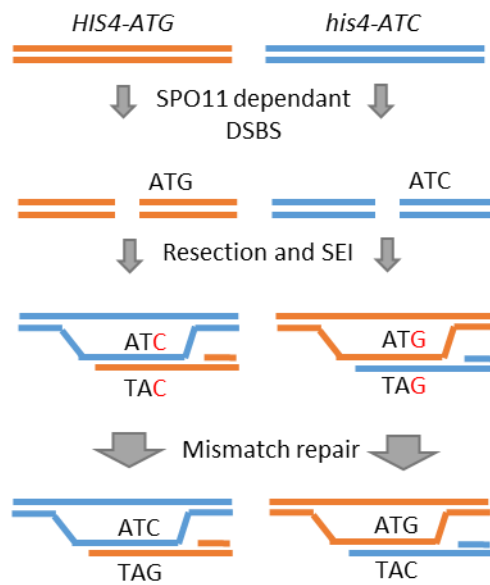 HIS4-ATG his4-ATC
SPO11 dependant
DSBS
ATG ATC
Resection and SEI
ATC ATG
TAC TAG
Mismatch repair
ATC ATG
TAG TAC